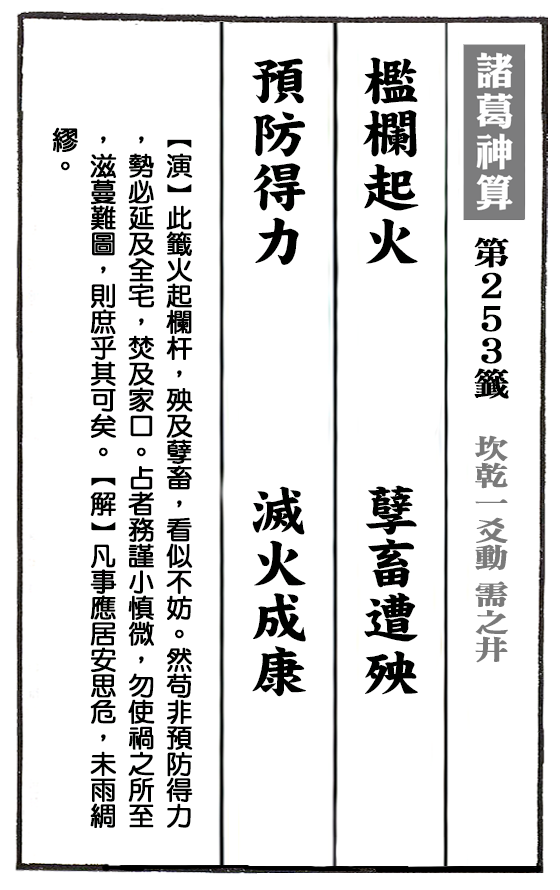 諸葛神算 第253籤 坎乾一爻動 需之井
檻欄起火 孽畜遭殃
預防得力 滅火成康
【演】此籤火起欄杆，殃及孽畜，看似不妨。然苟非預防得力
，勢必延及全宅，焚及家口。占者務謹小慎微，勿使禍之所至
，滋蔓難圖，則庶乎其可矣。【解】凡事應居安思危，未雨綢
繆。